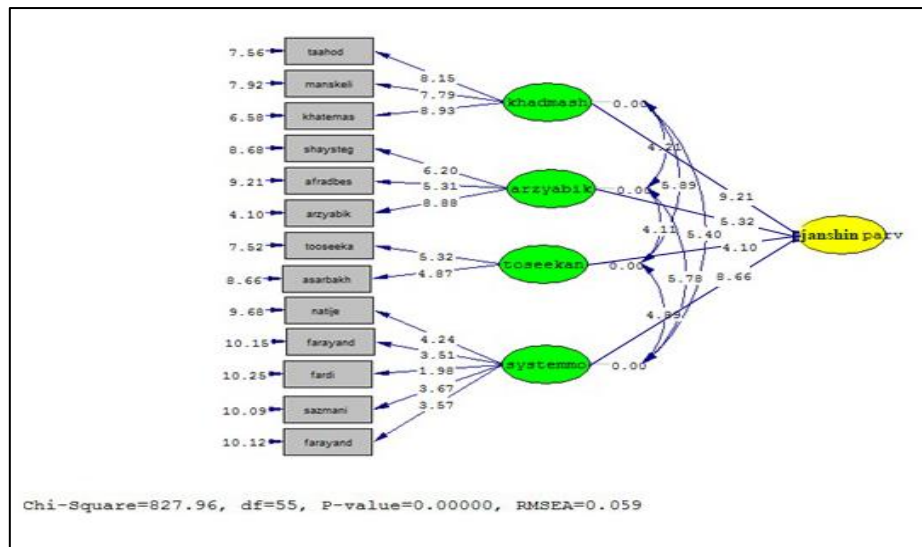 7.56 taahod
8.15
7.92 manskeli
7.79
khadmash 0.00
6.58 khatemas
8.93
8.68 shaysteg
6.20
4.21
9.21 afradbes
5.31
arzyabik 0.00
5.89
9.21
4.10 arzyabik
8.88
5.32
7.52 tooseeka
5.32
4.11
5.40
janshin parv
8.66 asarbakh
4.87
toseekan 0.00
4.10
5.78
8.66
9.68 natije
4.24
4.89
10.15 farayand
3.51
10.25 fardi
1.98
systemmo 0.00
10.09 sazmani
3.67
10.12 farayand
3.57
Chi-Square=827.96, df=55, P-value=0.00000, RMSEA=0.059